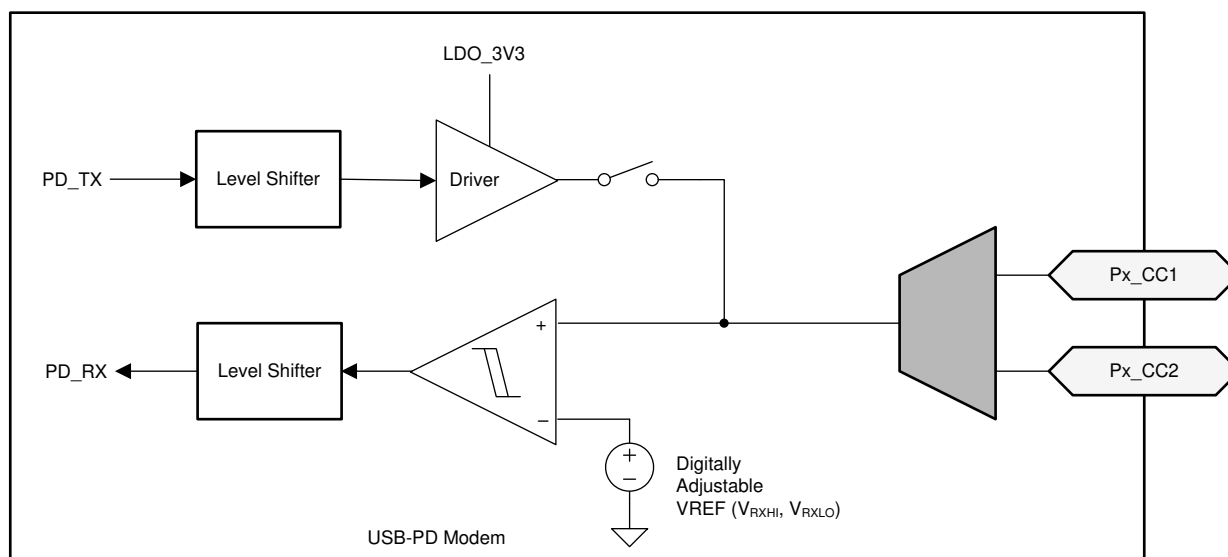 LDO_3V3
PD_TX
Level Shifter
Driver
Px_CC1
+
PD_RX
Level Shifter
Px_CC2
−
+
−
Digitally
Adjustable
VREF (VRXHI, VRXLO)
USB-PD Modem